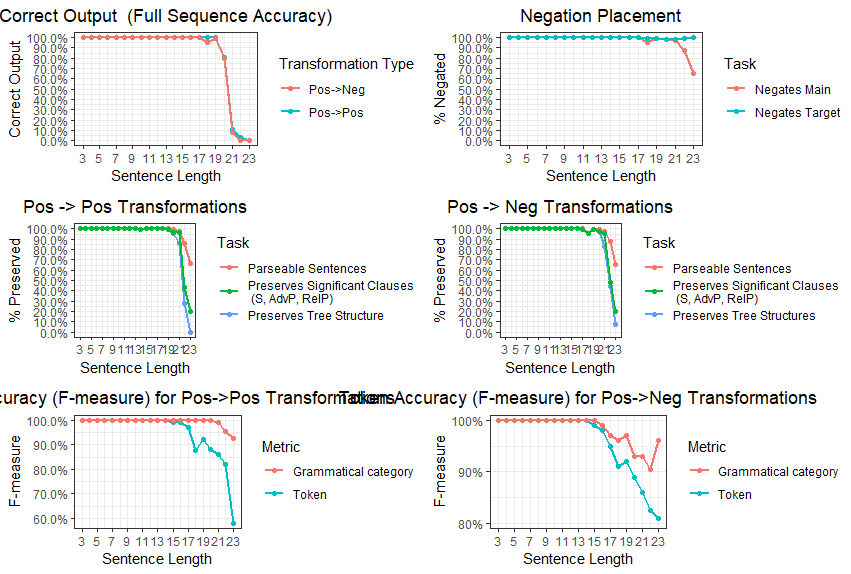 Correct Output (Full Sequence Accuracy)
Correct Output
100.0%
90.0%
80.0%
70.0%
60.0%
50.0%
40.0%
30.0%
20.0%
10.0%
0.0%
3 5 7 9 11 13 15 17 19 21 23
Sentence Length
Transformation Type
Pos->Neg
Pos->Pos
Negation Placement
% Negated
100.0%
90.0%
80.0%
70.0%
60.0%
50.0%
40.0%
30.0%
20.0%
10.0%
0.0%
3 5 7 9 11 13 15 17 19 21 23
Sentence Length
Task
Negates Main
Negates Target
Pos -> Pos Transformations
% Preserved
100.0%
90.0%
80.0%
70.0%
60.0%
50.0%
40.0%
30.0%
20.0%
10.0%
0.0%
3 5 7 9 11 13 15 17 19 21 23
Sentence Length
Task
Parseable Sentences
Preserves Significant Clauses
(S, AdvP, RelP)
Preserves Tree Structure
Pos -> Neg Transformations
% Preserved
100.0%
90.0%
80.0%
70.0%
60.0%
50.0%
40.0%
30.0%
20.0%
10.0%
0.0%
3 5 7 9 11 13 15 17 19 21 23
Sentence Length
Task
Parseable Sentences
Preserves Significant Clauses
(S, AdvP, RelP)
Preserves Tree Structures
curacy (F-measure) for Pos->Pos Transformations
F-measure
100.0%
90.0%
80.0%
70.0%
60.0%
3 5 7 9 11 13 15 17 19 21 23
Sentence Length
Metric
Grammatical category
Token
Token Accuracy (F-measure) for Pos->Neg Transformations
F-measure
100%
90%
80%
3 5 7 9 11 13 15 17 19 21 23
Sentence Length
Metric
Grammatical category
Token